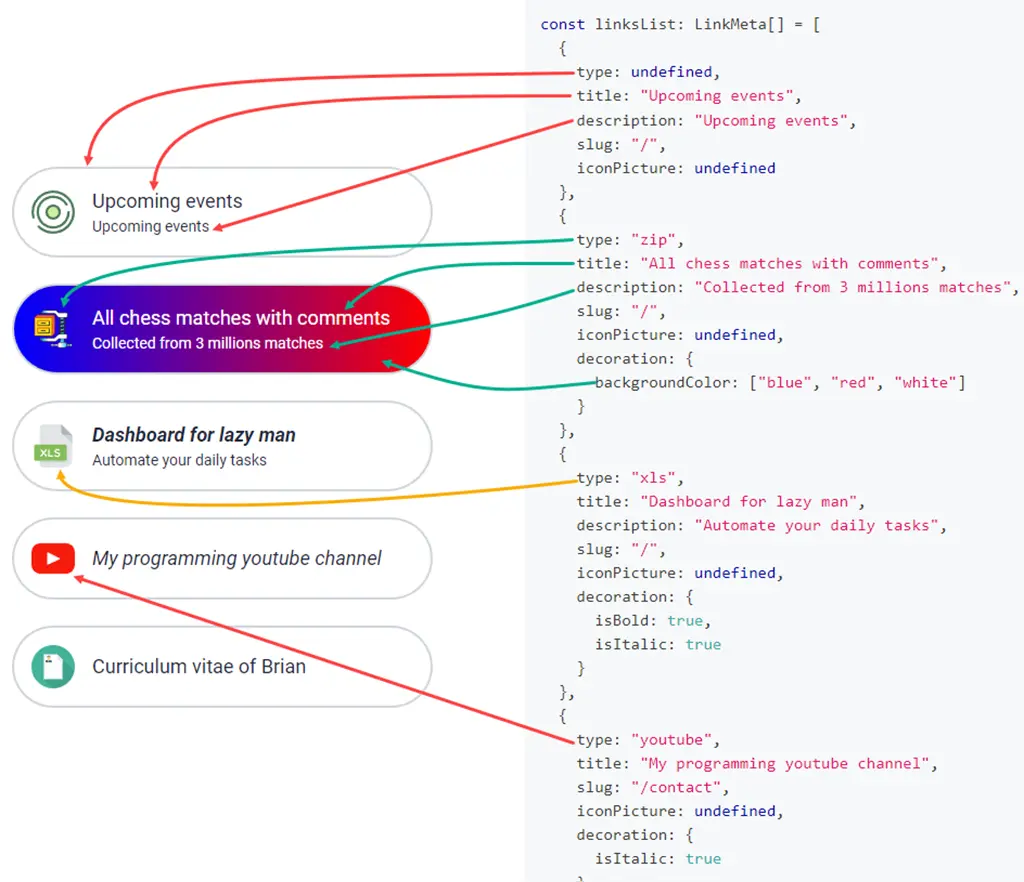 Upcoming events
Upcoming events
All chess matches with comments
Collected from 3 millions matches
XLS
Dashboard for lazy man
Automate your daily tasks
My programming youtube channel
Curriculum vitae of Brian
const linksList: LinkMeta[] = [
{
type: undefined,
title: "Upcoming events",
description: "Upcoming events",
slug: "/",
iconPicture: undefined
},
{
type: "zip",
title: "All chess matches with comments",
description: "Collected from 3 millions matches",
slug: "/",
iconPicture: undefined,
decoration: {
backgroundColor: ["blue", "red", "white"]
}
},
{
type: "xls",
title: "Dashboard for lazy man",
description: "Automate your daily tasks",
slug: "/",
iconPicture: undefined,
decoration: {
isBold: true,
isItalic: true
}
},
{
type: "youtube",
title: "My programming youtube channel",
slug: "/contact",
iconPicture: undefined,
decoration: {
isItalic: true